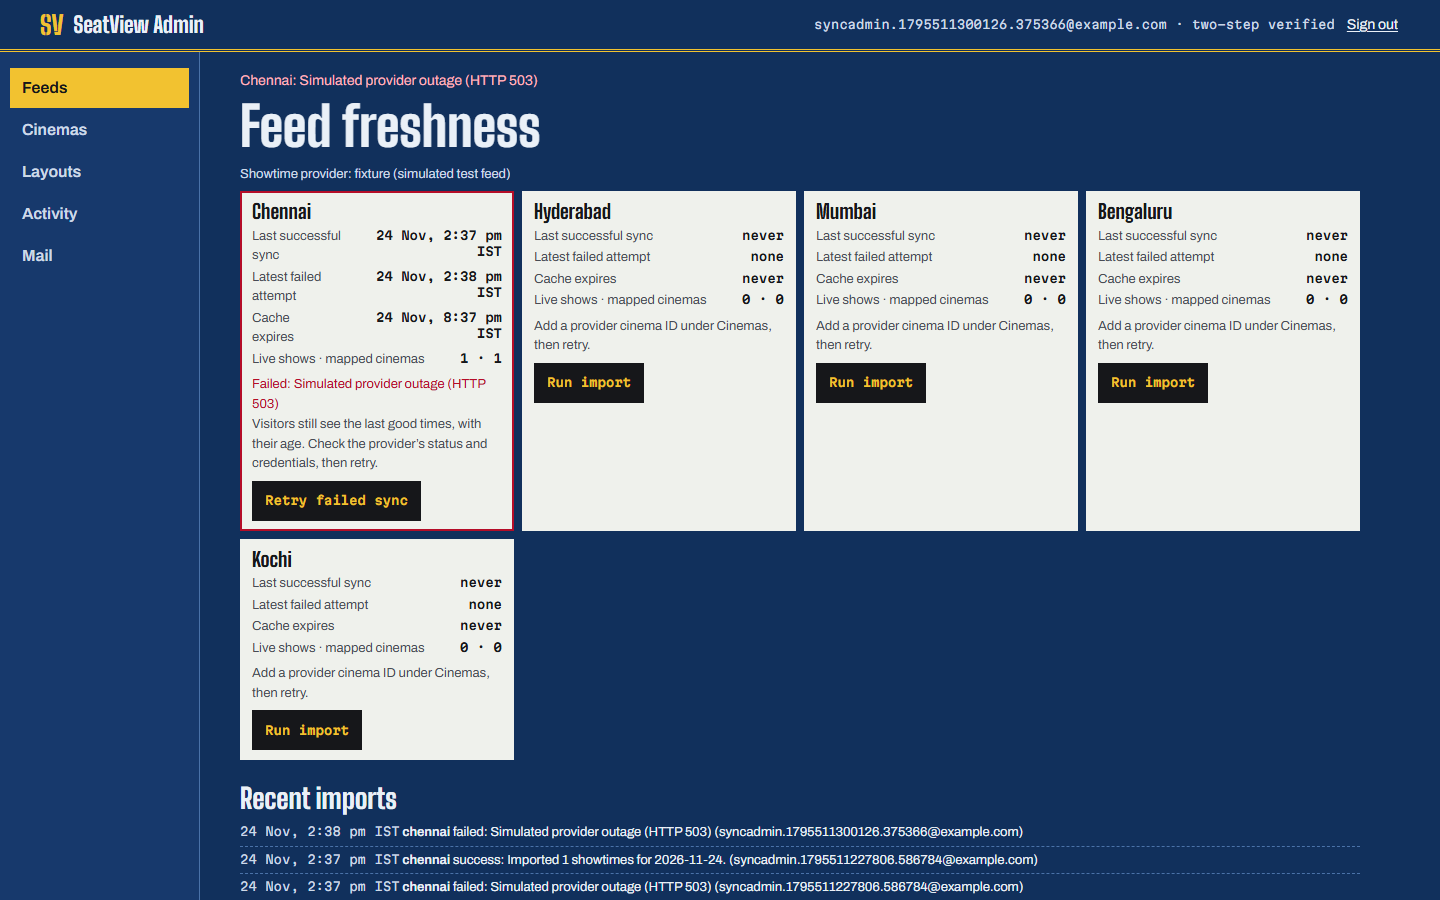 SV SeatView Admin
syncadmin.1795511300126.375366@example.com · two-step verified Sign out
Feeds
Cinemas
Layouts
Activity
Mail
Chennai: Simulated provider outage (HTTP 503)
Feed freshness
Showtime provider: fixture (simulated test feed)
Chennai
Last successful sync 24 Nov, 2:37 pm IST
Latest failed attempt 24 Nov, 2:38 pm IST
Cache expires 24 Nov, 8:37 pm IST
Live shows · mapped cinemas 1 · 1
Failed: Simulated provider outage (HTTP
503)
Visitors still see the last good times, with
their age. Check the provider's status and
credentials, then retry.
Retry failed sync
Hyderabad
Last successful sync never
Latest failed attempt none
Cache expires never
Live shows · mapped cinemas 0 · 0
Add a provider cinema ID under Cinemas,
then retry.
Run import
Mumbai
Last successful sync never
Latest failed attempt none
Cache expires never
Live shows · mapped cinemas 0 · 0
Add a provider cinema ID under Cinemas,
then retry.
Run import
Bengaluru
Last successful sync never
Latest failed attempt none
Cache expires never
Live shows · mapped cinemas 0 · 0
Add a provider cinema ID under Cinemas,
then retry.
Run import
Kochi
Last successful sync never
Latest failed attempt none
Cache expires never
Live shows · mapped cinemas 0 · 0
Add a provider cinema ID under Cinemas,
then retry.
Run import
Recent imports
24 Nov, 2:38 pm IST chennai failed: Simulated provider outage (HTTP 503) (syncadmin.1795511300126.375366@example.com)
24 Nov, 2:37 pm IST chennai success: Imported 1 showtimes for 2026-11-24. (syncadmin.1795511227806.586784@example.com)
24 Nov, 2:37 pm IST chennai failed: Simulated provider outage (HTTP 503) (syncadmin.1795511227806.586784@example.com)